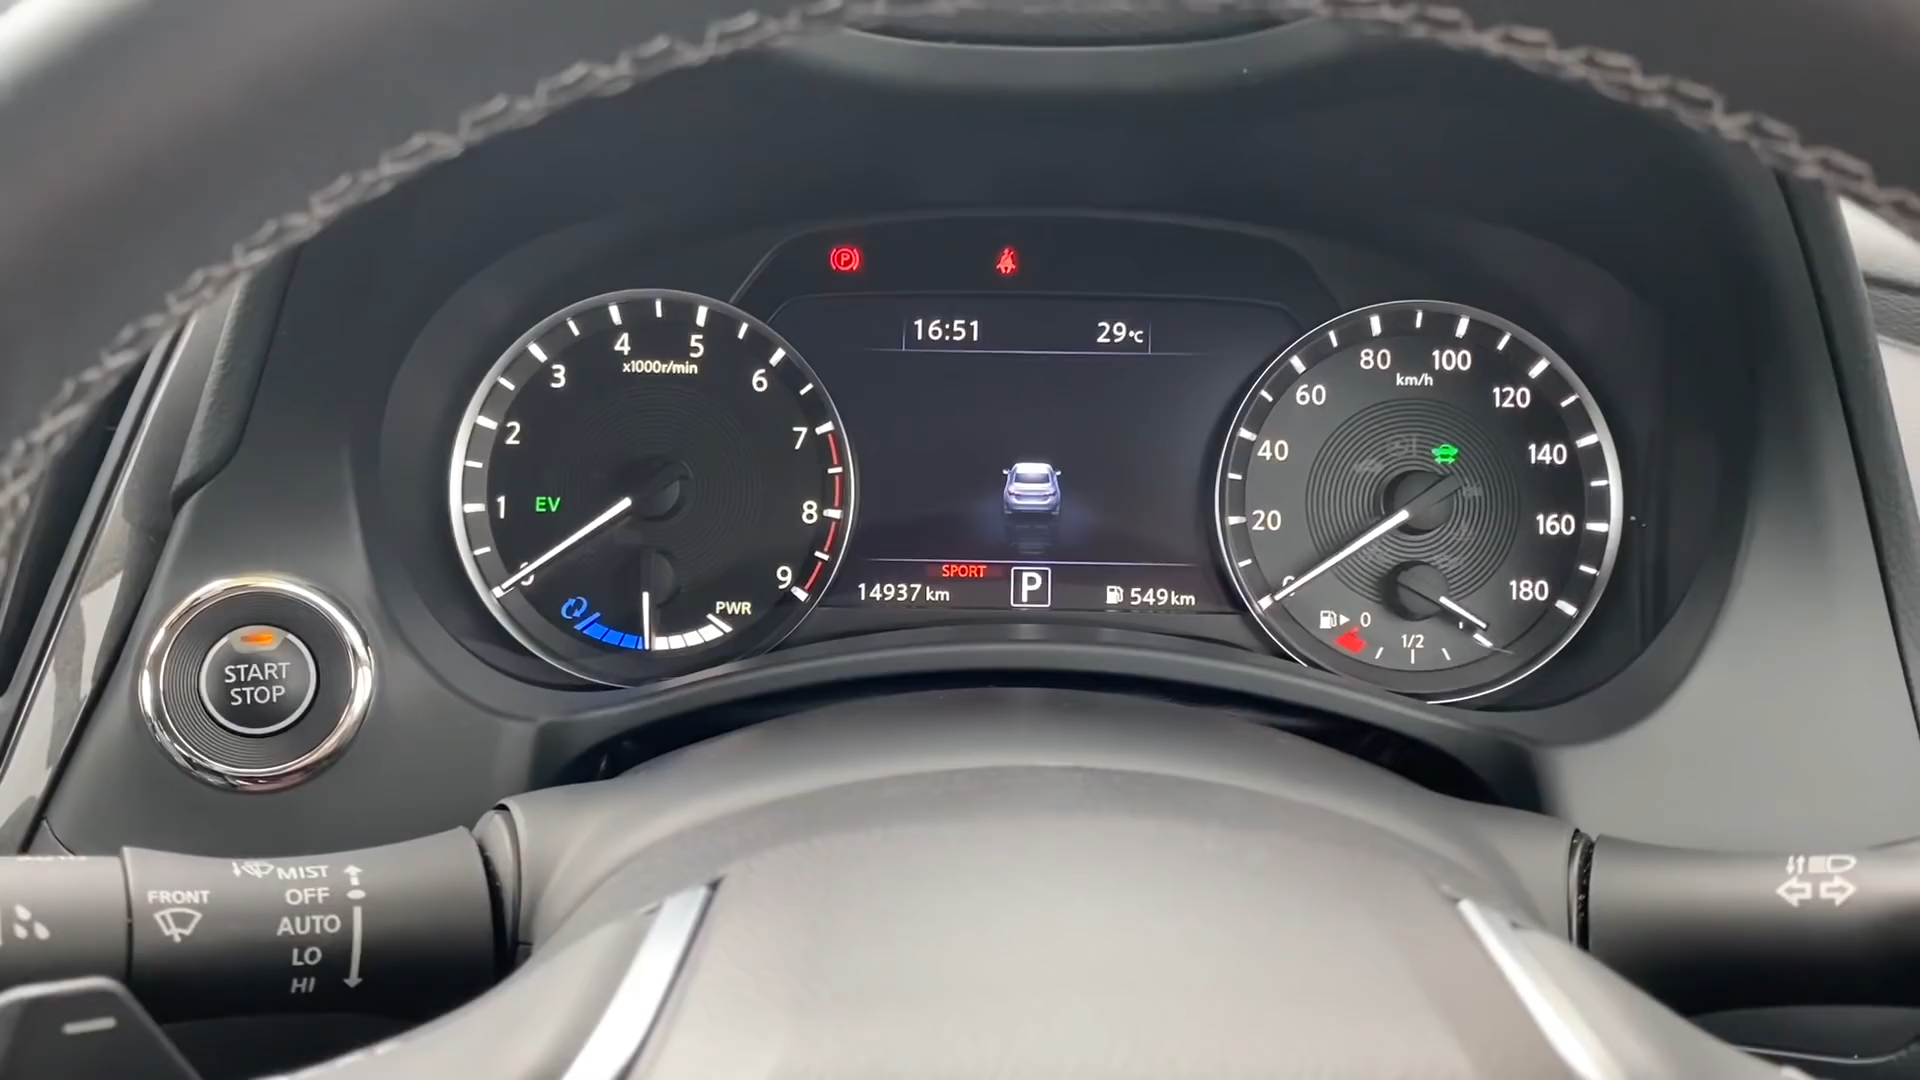 P
16:51
29°C
4
5
x1000r/min
3
6
2
7
1
EV
8
0
9
PWR
SPORT
14937 km
P
549 km
80
100
km/h
60
120
40
140
20
160
0
180
0
1/2
START
STOP
MIST
FRONT
OFF
AUTO
LO
HI